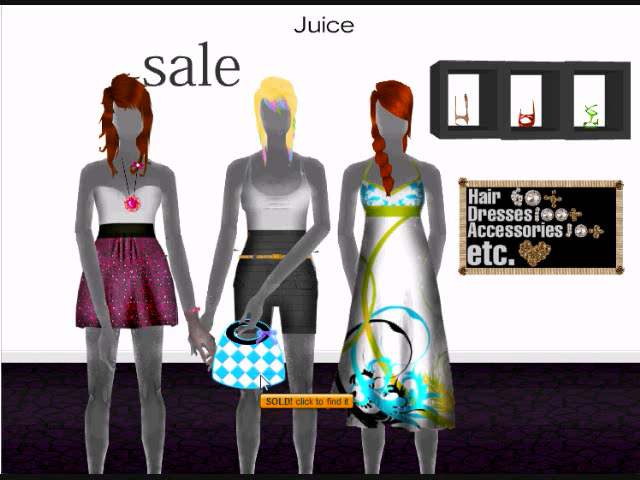 Juice
sale
Hair
Dresses
Accessories
etc.
SOLD! click to find it